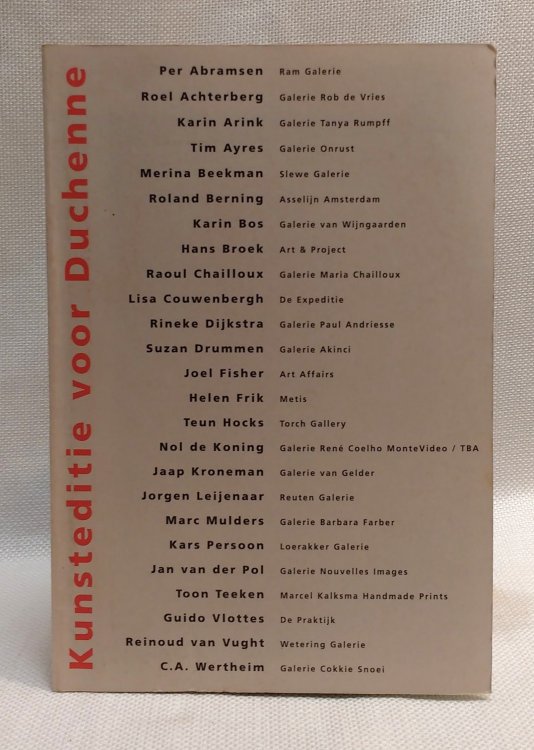 Kunsteditie voor Duchenne
Per Abramsen Ram Galerie
Roel Achterberg Galerie Rob de Vries
Karin Arink Galerie Tanya Rumpff
Tim Ayres Galerie Onrust
Merina Beekman Slewe Galerie
Roland Berning Asselijn Amsterdam
Karin Bos Galerie van Wijngaarden
Hans Broek Art & Project
Raoul Chailloux Galerie Maria Chailloux
Lisa Couwenbergh De Expeditie
Rineke Dijkstra Galerie Paul Andriesse
Suzan Drummen Galerie Akinci
Joel Fisher Art Affairs
Helen Frik Metis
Teun Hocks Torch Gallery
Nol de Koning Galerie René Coelho MonteVideo / TBA
Jaap Kroneman Galerie van Gelder
Jorgen Leijenaar Reuten Galerie
Marc Mulders Galerie Barbara Farber
Kars Persoon Loerakker Galerie
Jan van der Pol Galerie Nouvelles Images
Toon Teeken Marcel Kalksma Handmade Prints
Guido Vlottes De Praktijk
Reinoud van Vught Wetering Galerie
C.A. Wertheim Galerie Cokkie Snoei